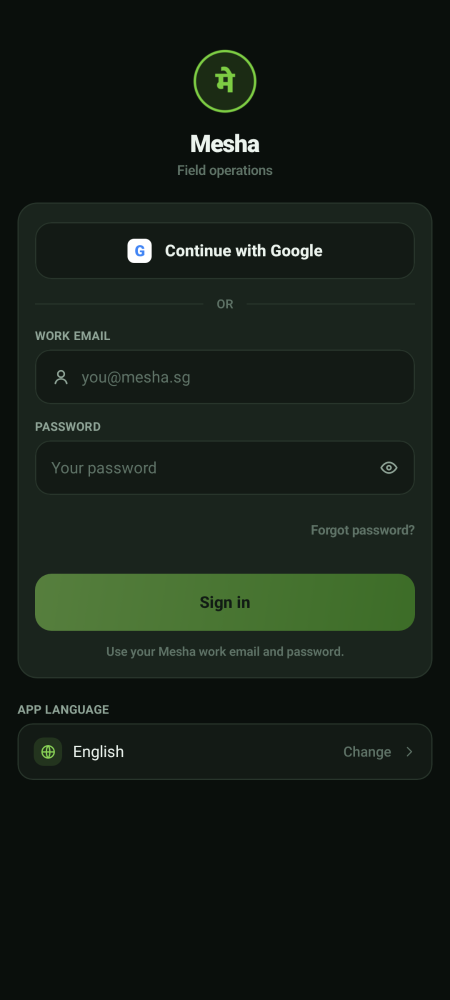 मे
Mesha
Field operations
G Continue with Google
OR
WORK EMAIL
you@mesha.sg
PASSWORD
Your password
Forgot password?
Sign in
Use your Mesha work email and password.
APP LANGUAGE
English Change